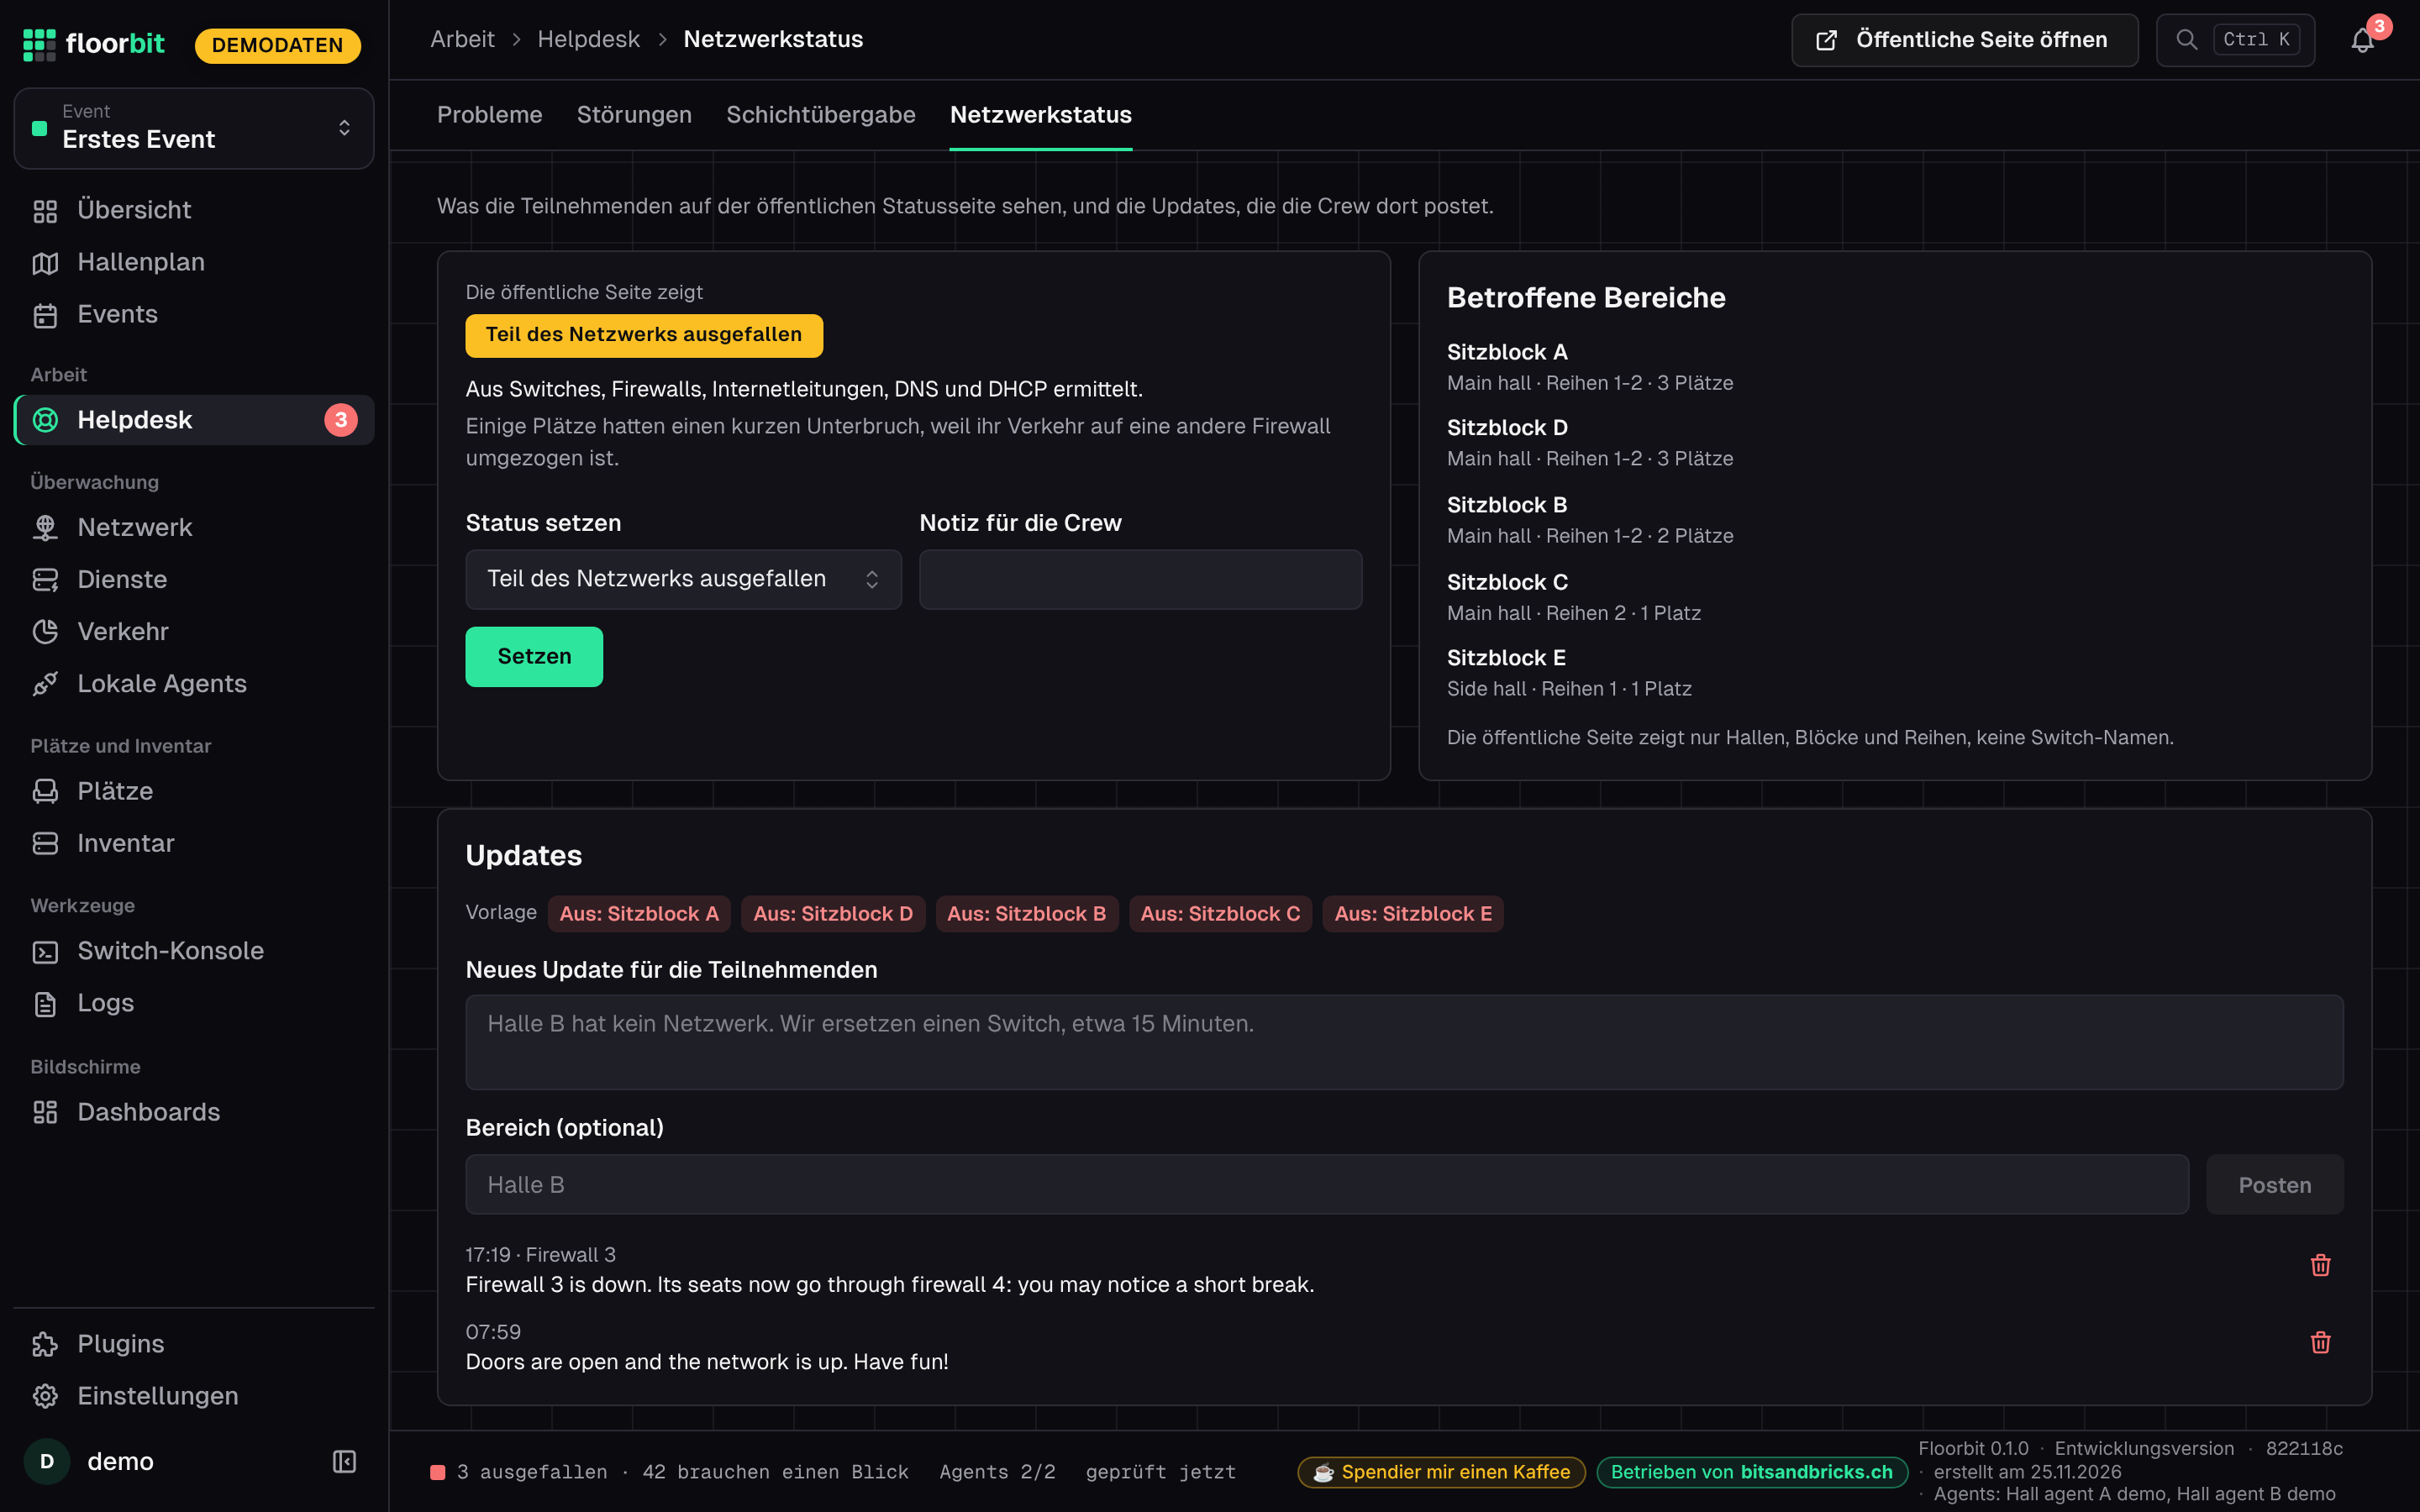 floorbit
DEMODATEN
Event
Erstes Event
Übersicht
Hallenplan
Events
Arbeit
Helpdesk
3
Überwachung
Netzwerk
Dienste
Verkehr
Lokale Agents
Plätze und Inventar
Plätze
Inventar
Werkzeuge
Switch-Konsole
Logs
Bildschirme
Dashboards
Plugins
Einstellungen
D
demo
Arbeit > Helpdesk > Netzwerkstatus
Öffentliche Seite öffnen
Ctrl K
3
Probleme
Störungen
Schichtübergabe
Netzwerkstatus
Was die Teilnehmenden auf der öffentlichen Statusseite sehen, und die Updates, die die Crew dort postet.
Die öffentliche Seite zeigt
Teil des Netzwerks ausgefallen
Aus Switches, Firewalls, Internetleitungen, DNS und DHCP ermittelt.
Einige Plätze hatten einen kurzen Unterbruch, weil ihr Verkehr auf eine andere Firewall
umgezogen ist.
Status setzen
Teil des Netzwerks ausgefallen
Notiz für die Crew
Setzen
Betroffene Bereiche
Sitzblock A
Main hall · Reihen 1-2 · 3 Plätze
Sitzblock D
Main hall · Reihen 1-2 · 3 Plätze
Sitzblock B
Main hall · Reihen 1-2 · 2 Plätze
Sitzblock C
Main hall · Reihen 2 · 1 Platz
Sitzblock E
Side hall · Reihen 1 · 1 Platz
Die öffentliche Seite zeigt nur Hallen, Blöcke und Reihen, keine Switch-Namen.
Updates
Vorlage
Aus: Sitzblock A
Aus: Sitzblock D
Aus: Sitzblock B
Aus: Sitzblock C
Aus: Sitzblock E
Neues Update für die Teilnehmenden
Halle B hat kein Netzwerk. Wir ersetzen einen Switch, etwa 15 Minuten.
Bereich (optional)
Halle B
Posten
17:19 · Firewall 3
Firewall 3 is down. Its seats now go through firewall 4: you may notice a short break.
07:59
Doors are open and the network is up. Have fun!
3 ausgefallen · 42 brauchen einen Blick
Agents 2/2
geprüft jetzt
☕ Spendier mir einen Kaffee
Betrieben von bitsandbricks.ch
Floorbit 0.1.0 · Entwicklungsversion · 822118c
· erstellt am 25.11.2026
· Agents: Hall agent A demo, Hall agent B demo